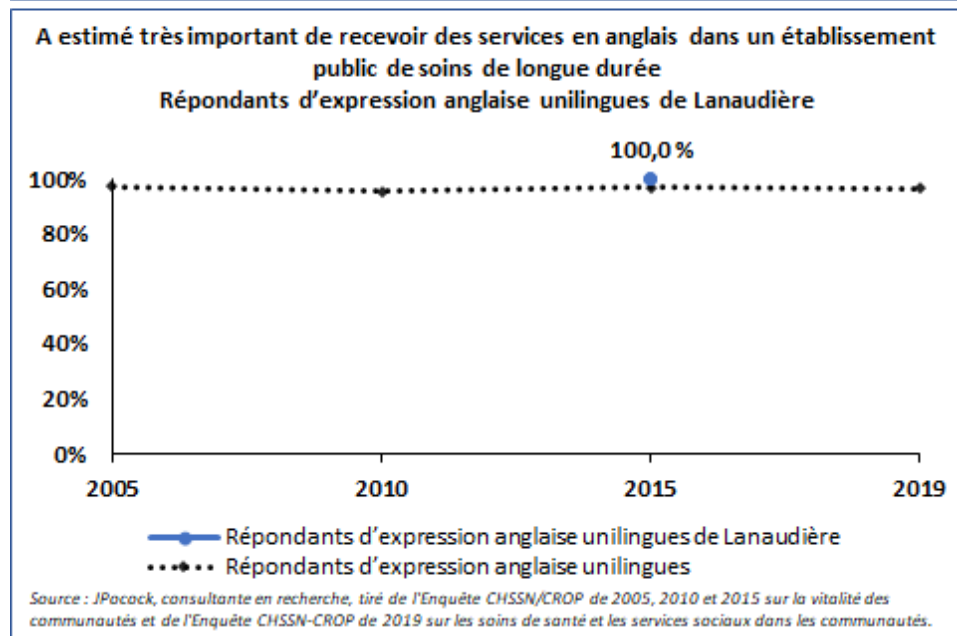 A estimé très important de recevoir des services en anglais dans un établissement
public de soins de longue durée
Répondants d'expression anglaise unilingues de Lanaudière
100,0 %
100%
80%
60%
40%
20%
0%
2005 2010 2015 2019
Répondants d'expression anglaise unilingues de Lanaudière
Répondants d'expression anglaise unilingues
Source : JPocock, consultante en recherche, tiré de l'Enquête CHSSN/CROP de 2005, 2010 et 2015 sur la vitalité des
communautés et de l'Enquête CHSSN-CROP de 2019 sur les soins de santé et les services sociaux dans les communautés.